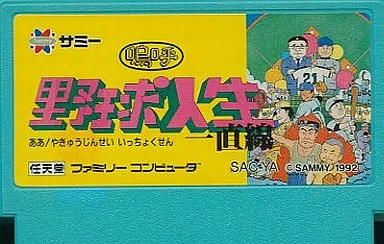 サミー
嗚呼
野球人生
一直線
ああ!やきゅうじんせい いっちょくせん
任天堂 ファミリー コンピュータ
SAC-YA © SAMMY 1992
21